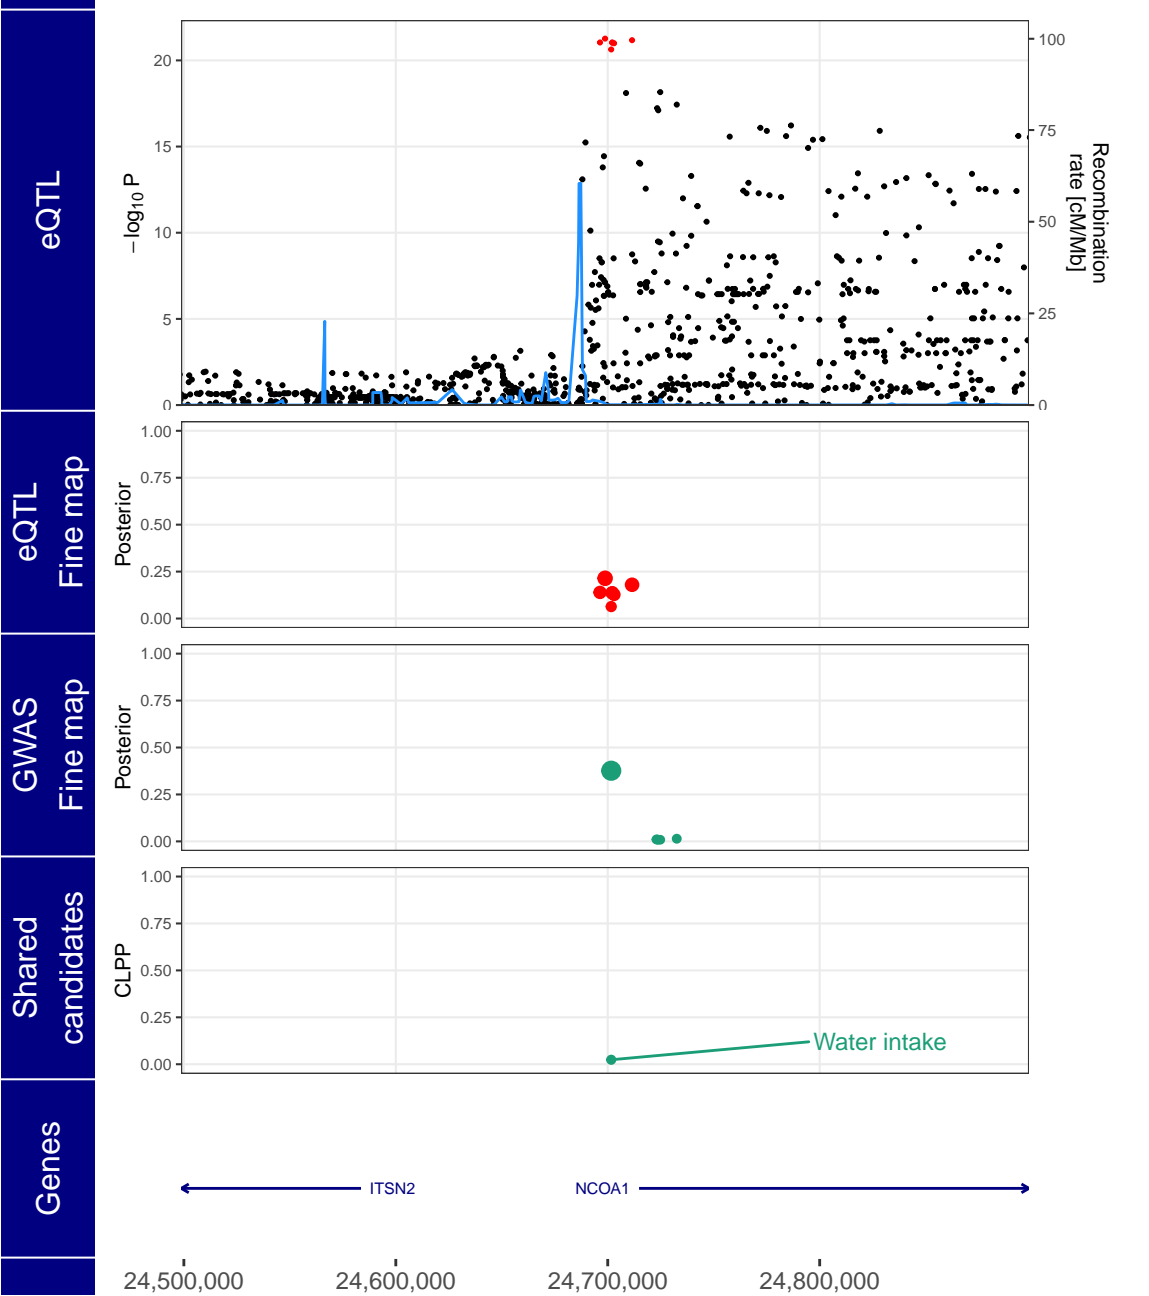 eQTL
−log10 P
20
15
10
5
0
100
75
50
25
0
Recombination
rate [cM/Mb]
eQTL
Fine map
Posterior
1.00
0.75
0.50
0.25
0.00
GWAS
Fine map
Posterior
1.00
0.75
0.50
0.25
0.00
Shared
candidates
CLPP
1.00
0.75
0.50
0.25
0.00
Water intake
Genes
ITSN2
NCOA1
24,500,000
24,600,000
24,700,000
24,800,000